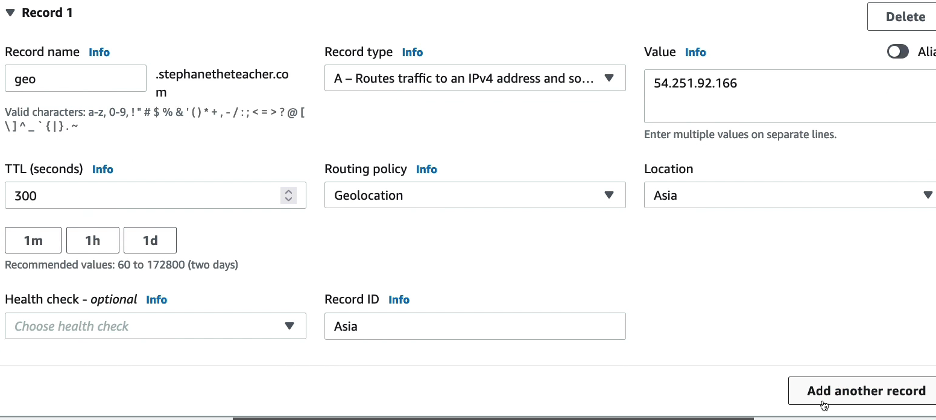 ▼ Record 1
Delete
Record name Info
Record type Info
Value Info
Alia
geo
.stephanetheteacher.co
m
A – Routes traffic to an IPv4 address and so...
54.251.92.166
Valid characters: a-z, 0-9, ! " # $ % & ' ( ) * + , - / : ; < = > ? @ [
\ ] ^ _ ` { | } . ~
Enter multiple values on separate lines.
TTL (seconds) Info
Routing policy Info
Location
300
Geolocation
Asia
1m
1h
1d
Recommended values: 60 to 172800 (two days)
Health check - optional Info
Record ID Info
Choose health check
Asia
Add another record